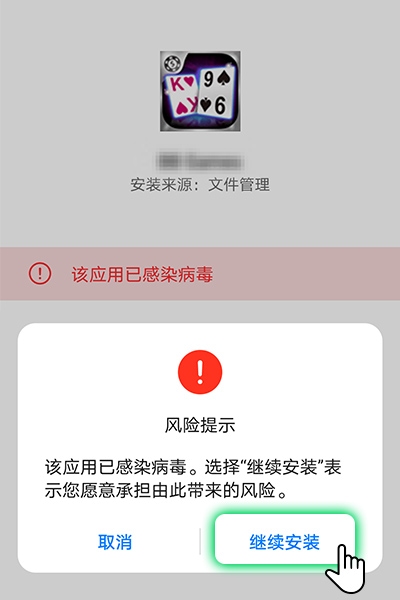 K
9
K
6
安装来源：文件管理
该应用已感染病毒
风险提示
该应用已感染病毒。选择“继续安装”表
示您愿意承担由此带来的风险。
取消
继续安装